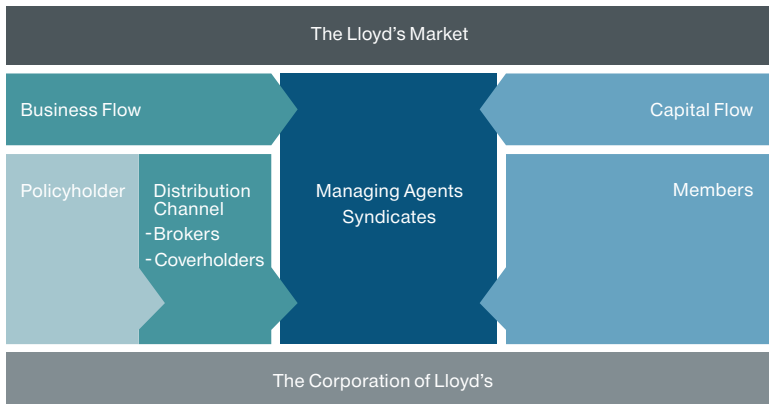 The Lloyd’s Market
Business Flow
Capital Flow
Policyholder
Distribution
Channel
-Brokers
-Coverholders
Managing Agents
Syndicates
Members
The Corporation of Lloyd’s